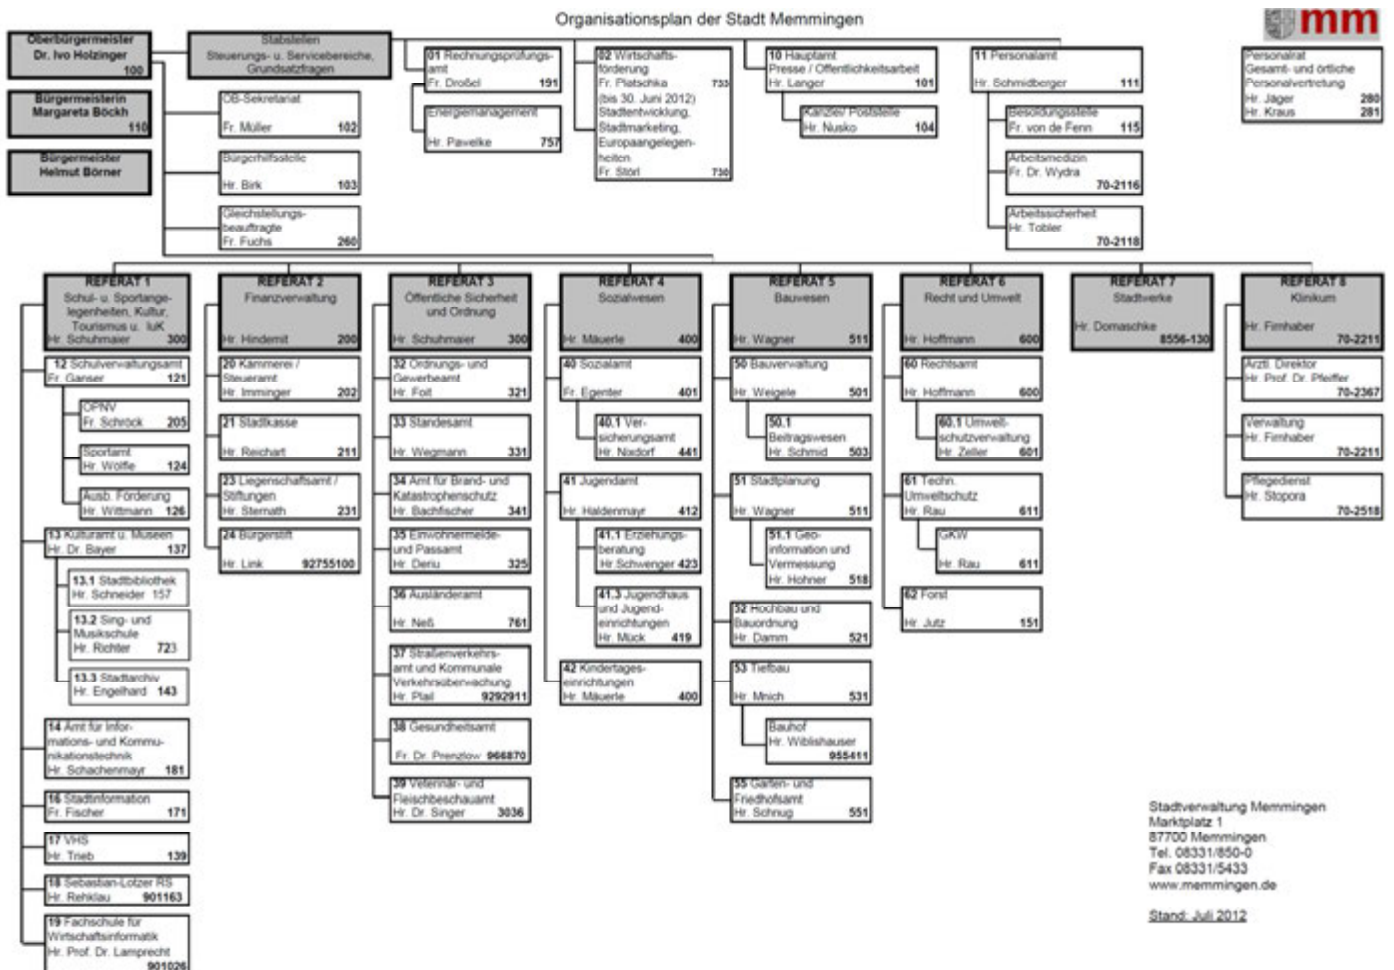 Organisationsplan der Stadt Memmingen
mm
Oberbürgermeister
Dr. Ivo Holzinger
100
Bürgermeisterin
Margareta Böckh
110
Bürgermeister
Helmut Börner
Stabstellen
Steuerungs- u. Servicebereiche,
Grundsatzfragen
OB-Sekretariat
Fr. Müller 102
Bürgerhilfsstelle
Hr. Birk 103
Gleichstellungs-
beauftragte
Fr. Fuchs 260
01 Rechnungsprüfungs-
amt
Fr. Droßel 191
Energiemanagement
Hr. Pawelke 757
02 Wirtschafts-
förderung
Fr. Platschka 733
(bis 30. Juni 2012)
Stadtentwicklung,
Stadtmarketing,
Europaangelegen-
heiten
Fr. Störl 730
10 Hauptamt
Presse / Öffentlichkeitsarbeit
Hr. Langer 101
Kanzlei/ Poststelle
Hr. Nusko 104
11 Personalamt
Hr. Schmidberger 111
Besoldungsstelle
Fr. von de Fenn 115
Arbeitsmedizin
Fr. Dr. Wydra
70-2116
Arbeitssicherheit
Hr. Tobler
70-2118
Personalrat
Gesamt- und örtliche
Personalvertretung
Hr. Jäger 280
Hr. Kraus 281
REFERAT 1
Schul- u. Sportange-
legenheiten, Kultur,
Tourismus u. IuK
Hr. Schuhmaier 300
12 Schulverwaltungsamt
Fr. Ganser 121
ÖPNV
Fr. Schröck 205
Sportamt
Hr. Wölfle 124
Ausb. Förderung
Hr. Wittmann 126
13 Kulturamt u. Museen
Hr. Dr. Bayer 137
13.1 Stadtbibliothek
Hr. Schneider 157
13.2 Sing- und
Musikschule
Hr. Richter 723
13.3 Stadtarchiv
Hr. Engelhard 143
14 Amt für Infor-
mations- und Kommu-
nikationstechnik
Hr. Schachenmayr 181
16 Stadtinformation
Fr. Fischer 171
17 VHS
Hr. Trieb 139
18 Sebastian-Lotzer RS
Hr. Rehklau 901163
19 Fachschule für
Wirtschaftsinformatik
Hr. Prof. Dr. Lamprecht
901026
REFERAT 2
Finanzverwaltung
Hr. Hindemit 200
20 Kämmerei /
Steueramt
Hr. Imminger 202
21 Stadtkasse
Hr. Reichart 211
23 Liegenschaftsamt /
Stiftungen
Hr. Sternath 231
24 Bürgerstift
Hr. Link 92755100
REFERAT 3
Öffentliche Sicherheit
und Ordnung
Hr. Schuhmaier 300
32 Ordnungs- und
Gewerbeamt
Hr. Foit 321
33 Standesamt
Hr. Wegmann 331
34 Amt für Brand- und
Katastrophenschutz
Hr. Bachfischer 341
35 Einwohnermelde-
und Passamt
Hr. Deriu 325
36 Ausländeramt
Hr. Neß 761
37 Straßenverkehrs-
amt und Kommunale
Verkehrsüberwachung
Hr. Plail 9292911
38 Gesundheitsamt
Fr. Dr. Prenzlow 966870
39 Veterinär- und
Fleischbeschauamt
Hr. Dr. Singer 3036
REFERAT 4
Sozialwesen
Hr. Mäuerle 400
40 Sozialamt
Fr. Egenter 401
40.1 Ver-
sicherungsamt
Hr. Nixdorf 441
41 Jugendamt
Hr. Haldenmayr 412
41.1 Erziehungs-
beratung
Hr Schwenger 423
41.3 Jugendhaus
und Jugend-
einrichtungen
Hr. Mück 419
42 Kindertages-
einrichtungen
Hr. Mäuerle 400
REFERAT 5
Bauwesen
Hr. Wagner 511
50 Bauverwaltung
Hr. Weigele 501
50.1
Beitragswesen
Hr. Schmid 503
51 Stadtplanung
Hr. Wagner 511
51.1 Geo-
information und
Vermessung
Hr. Hohner 518
52 Hochbau und
Bauordnung
Hr. Damm 521
53 Tiefbau
Hr. Mnich 531
Bauhof
Hr. Wiblishauser
955411
55 Garten- und
Friedhofsamt
Hr. Schnug 551
REFERAT 6
Recht und Umwelt
Hr. Hoffmann 600
60 Rechtsamt
Hr. Hoffmann 600
60.1 Umwelt-
schutzverwaltung
Hr. Zeller 601
61 Techn.
Umweltschutz
Hr. Rau 611
GKW
Hr. Rau 611
62 Forst
Hr. Jutz 151
REFERAT 7
Stadtwerke
Hr. Domaschke
8556-130
REFERAT 8
Klinikum
Hr. Firnhaber
70-2211
Ärztl. Direktor
Hr. Prof. Dr. Pfeiffer
70-2367
Verwaltung
Hr. Firnhaber
70-2211
Pflegedienst
Hr. Stopora
70-2518
Stadtverwaltung Memmingen
Marktplatz 1
87700 Memmingen
Tel. 08331/850-0
Fax 08331/5433
www.memmingen.de
Stand: Juli 2012